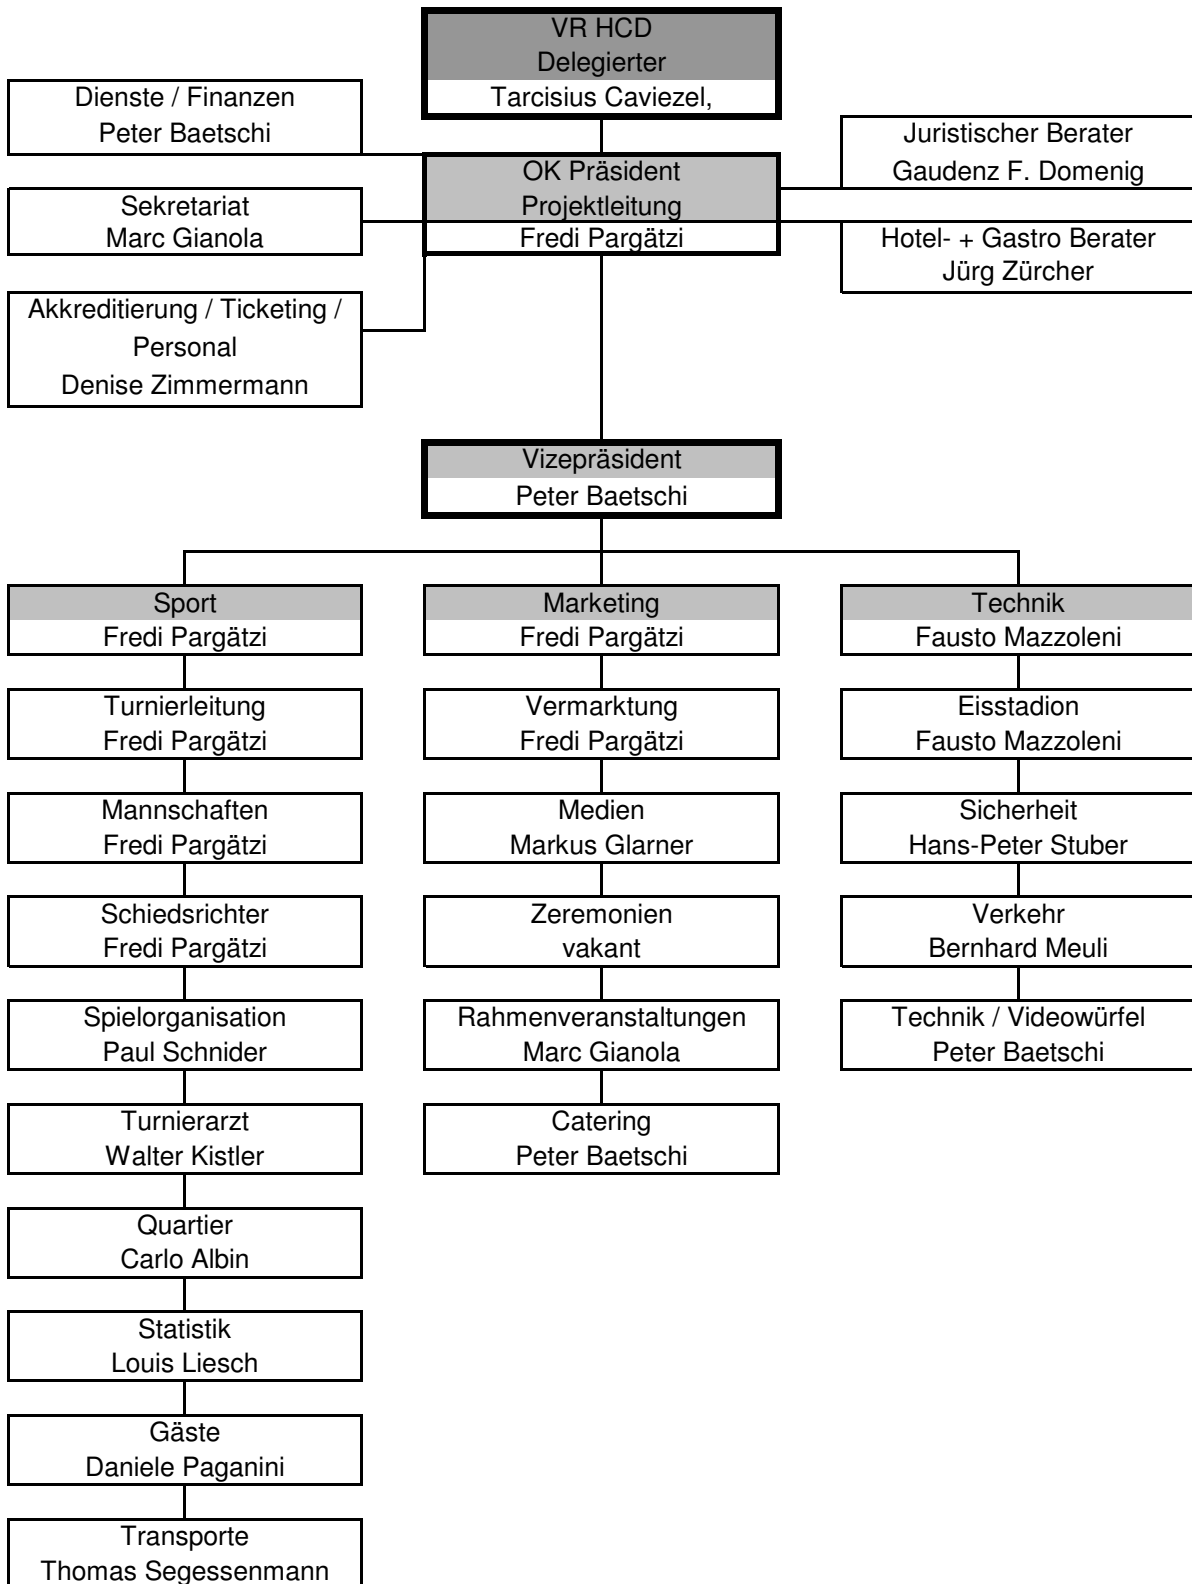 VR HCD
Delegierter
Tarcisius Caviezel,
Dienste / Finanzen
Peter Baetschi
Juristischer Berater
Gaudenz F. Domenig
OK Präsident
Projektleitung
Fredi Pargätzi
Sekretariat
Marc Gianola
Hotel- + Gastro Berater
Jürg Zürcher
Akkreditierung / Ticketing /
Personal
Denise Zimmermann
Vizepräsident
Peter Baetschi
Sport
Fredi Pargätzi
Turnierleitung
Fredi Pargätzi
Mannschaften
Fredi Pargätzi
Schiedsrichter
Fredi Pargätzi
Spielorganisation
Paul Schnider
Turnierarzt
Walter Kistler
Quartier
Carlo Albin
Statistik
Louis Liesch
Gäste
Daniele Paganini
Transporte
Thomas Segessenmann
Marketing
Fredi Pargätzi
Vermarktung
Fredi Pargätzi
Medien
Markus Glarner
Zeremonien
vakant
Rahmenveranstaltungen
Marc Gianola
Catering
Peter Baetschi
Technik
Fausto Mazzoleni
Eisstadion
Fausto Mazzoleni
Sicherheit
Hans-Peter Stuber
Verkehr
Bernhard Meuli
Technik / Videowürfel
Peter Baetschi